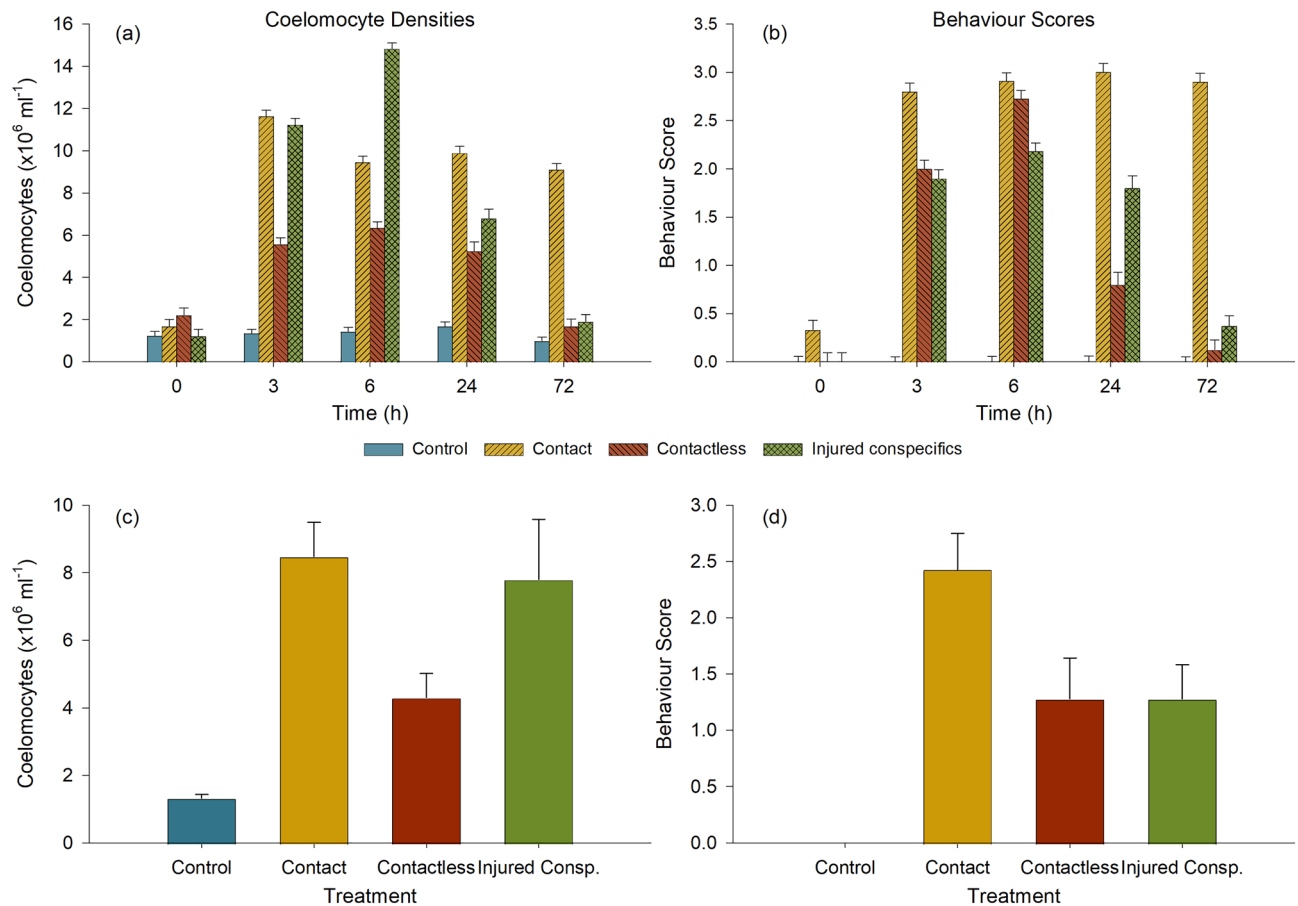 Coelomocyte Densities
(a)
Coelomocytes (x10⁶ ml⁻¹)
16
14
12
10
8
6
4
2
0
0 3 6 24 72
Time (h)
Behaviour Scores
(b)
Behaviour Score
3.5
3.0
2.5
2.0
1.5
1.0
0.5
0.0
0 3 6 24 72
Time (h)
Control Contact Contactless Injured conspecifics
(c)
Coelomocytes (x10⁶ ml⁻¹)
10
8
6
4
2
0
Control Contact Contactless Injured Consp.
Treatment
(d)
Behaviour Score
3.0
2.5
2.0
1.5
1.0
0.5
0.0
Control Contact Contactless Injured Consp.
Treatment